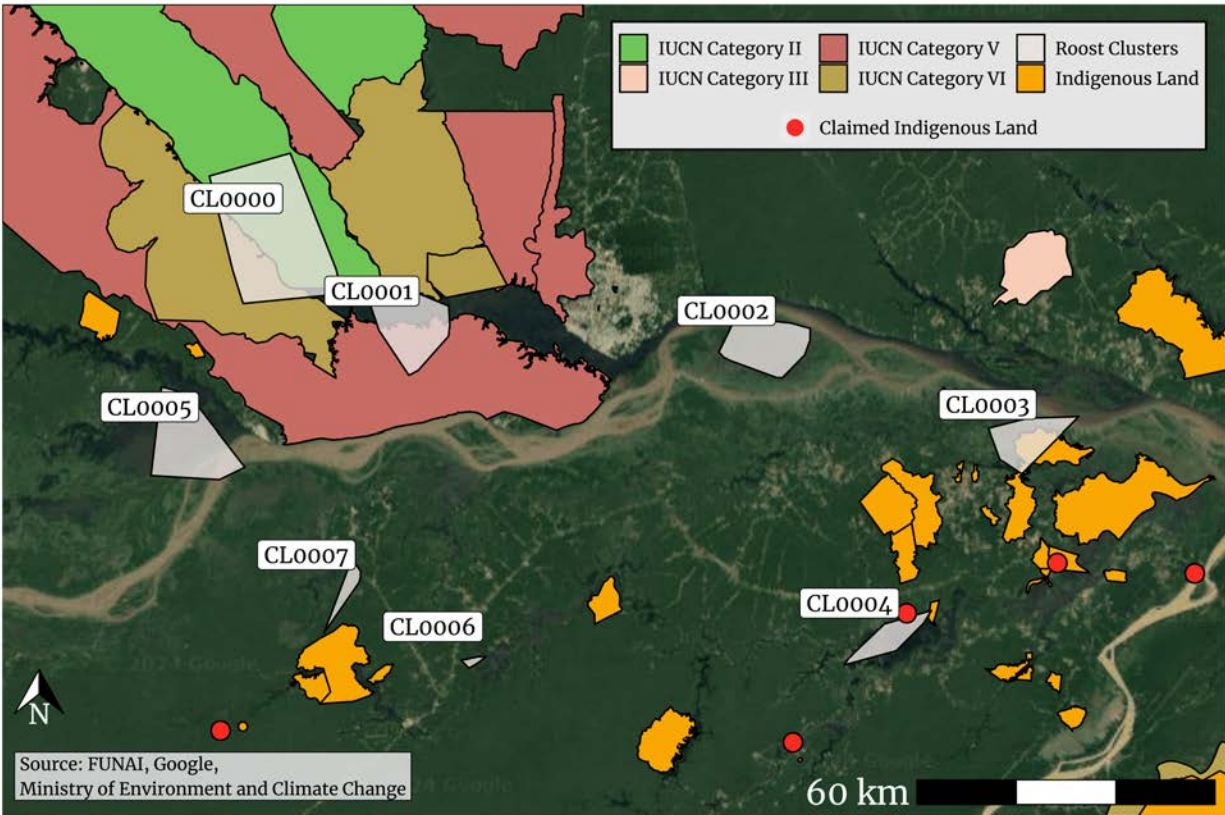 IUCN Category II
IUCN Category V
Roost Clusters
IUCN Category III
IUCN Category VI
Indigenous Land
Claimed Indigenous Land
CL0000
CL0001
CL0002
CL0003
CL0005
CL0007
CL0004
CL0006
N
Source: FUNAI, Google,
Ministry of Environment and Climate Change
60 km